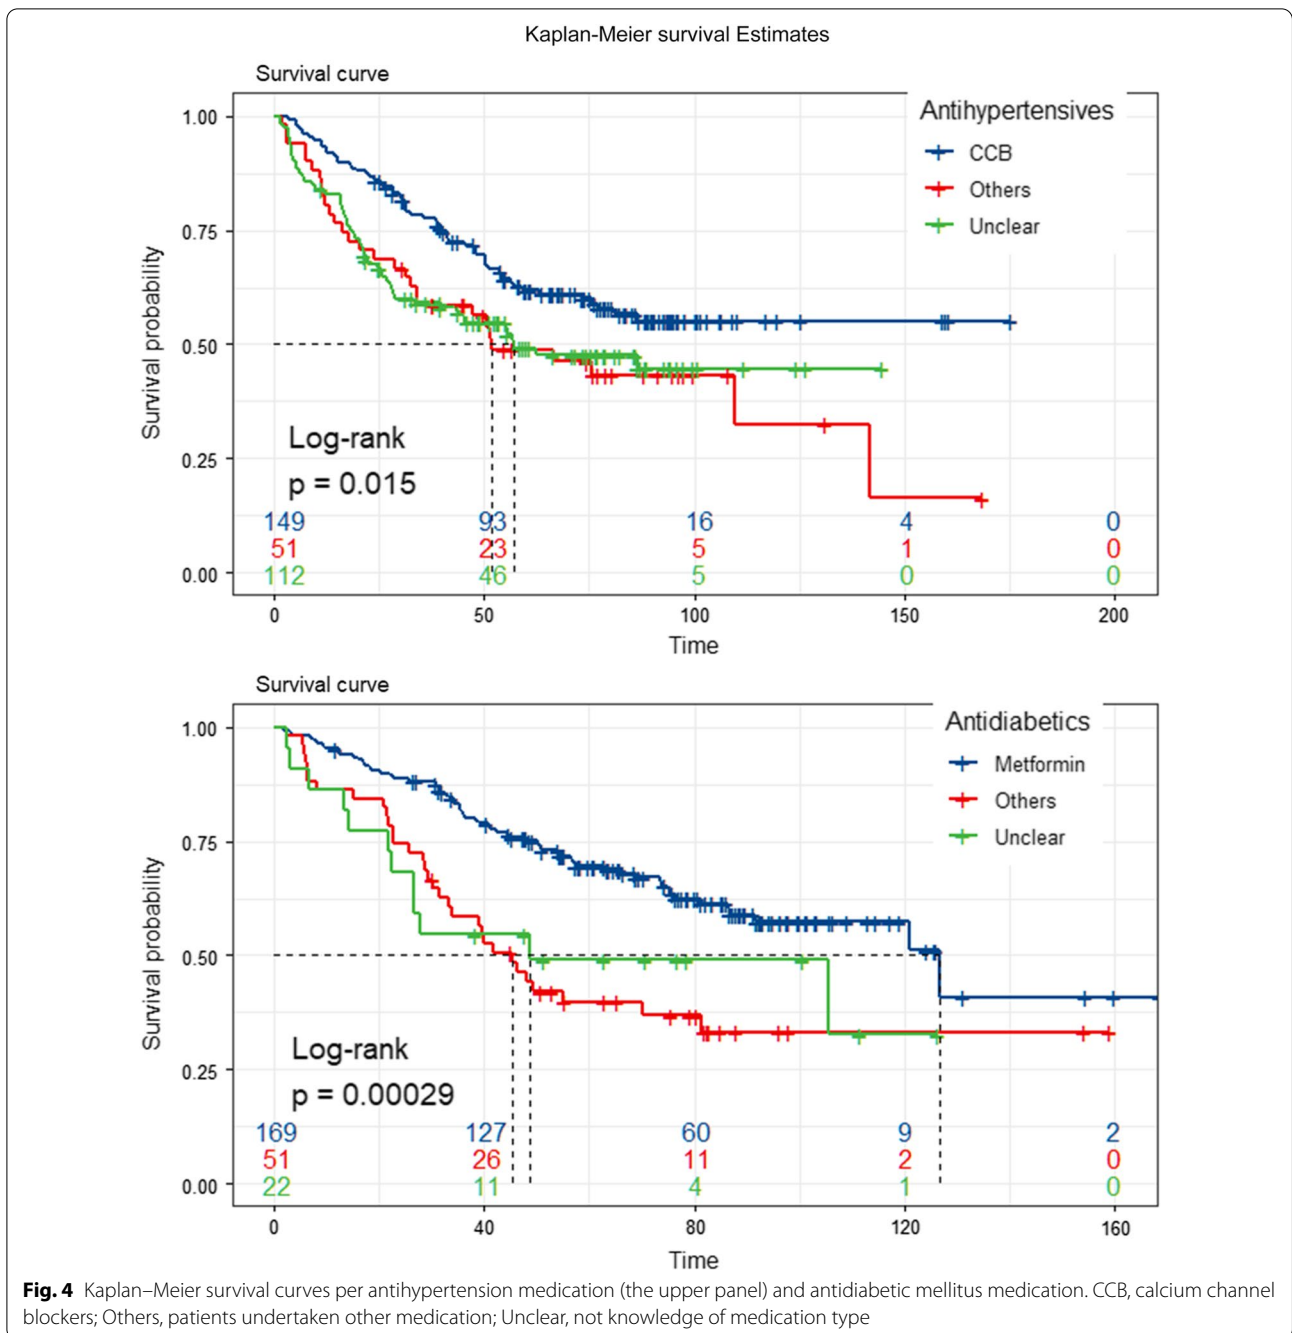 Kaplan-Meier survival Estimates
Survival curve
Antihypertensives
CCB
Others
Unclear
1.00
0.75
0.50
0.25
0.00
Survival probability
Log-rank
p = 0.015
149 93 16 4 0
51 23 5 1 0
112 46 5 0 0
0 50 100 150 200
Time
Survival curve
Antidiabetics
Metformin
Others
Unclear
1.00
0.75
0.50
0.25
0.00
Survival probability
Log-rank
p = 0.00029
169 127 60 9 2
51 26 11 2 0
22 11 4 1 0
0 40 80 120 160
Time
Fig. 4 Kaplan–Meier survival curves per antihypertension medication (the upper panel) and antidiabetic mellitus medication. CCB, calcium channel
blockers; Others, patients undertaken other medication; Unclear, not knowledge of medication type